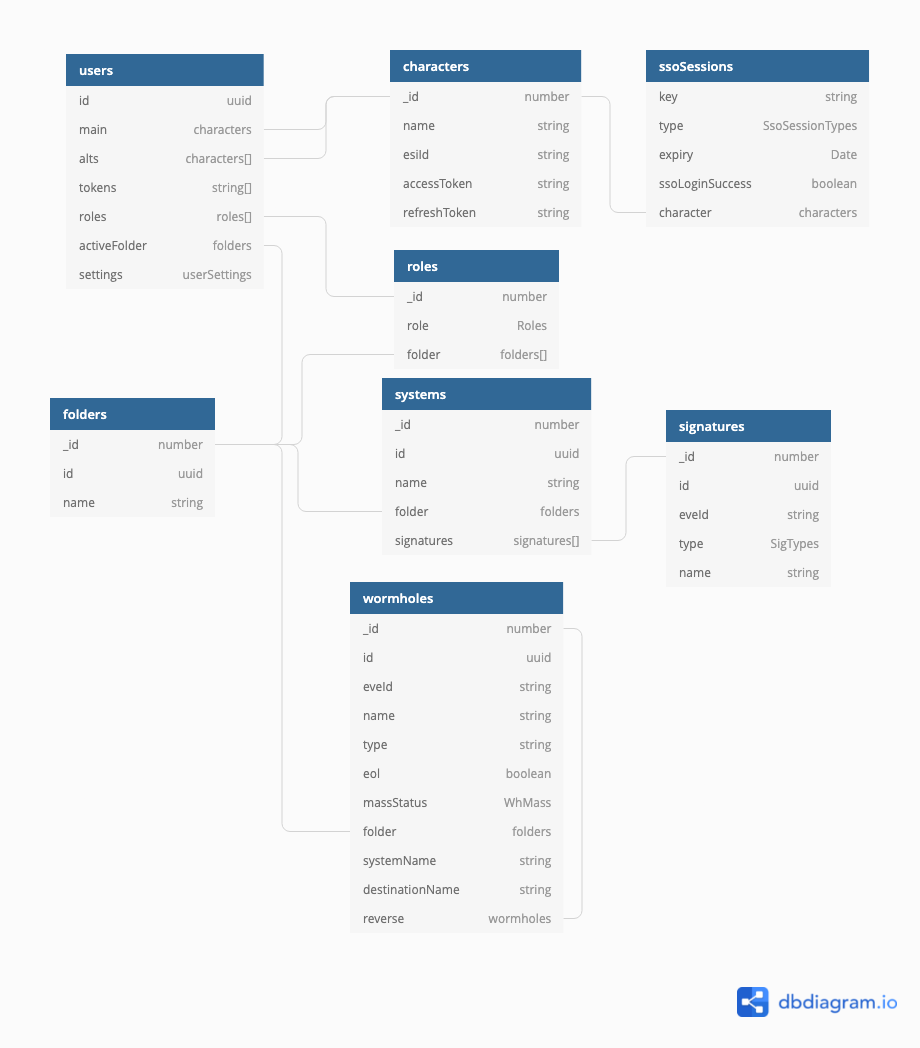 users
id uuid
main characters
alts characters[]
tokens string[]
roles roles[]
activeFolder folders
settings userSettings
characters
_id number
name string
esiId string
accessToken string
refreshToken string
ssoSessions
key string
type SsoSessionTypes
expiry Date
ssoLoginSuccess boolean
character characters
roles
_id number
role Roles
folder folders[]
folders
_id number
id uuid
name string
systems
_id number
id uuid
name string
folder folders
signatures signatures[]
signatures
_id number
id uuid
eveId string
type SigTypes
name string
wormholes
_id number
id uuid
eveId string
name string
type string
eol boolean
massStatus WhMass
folder folders
systemName string
destinationName string
reverse wormholes
dbdiagram.io